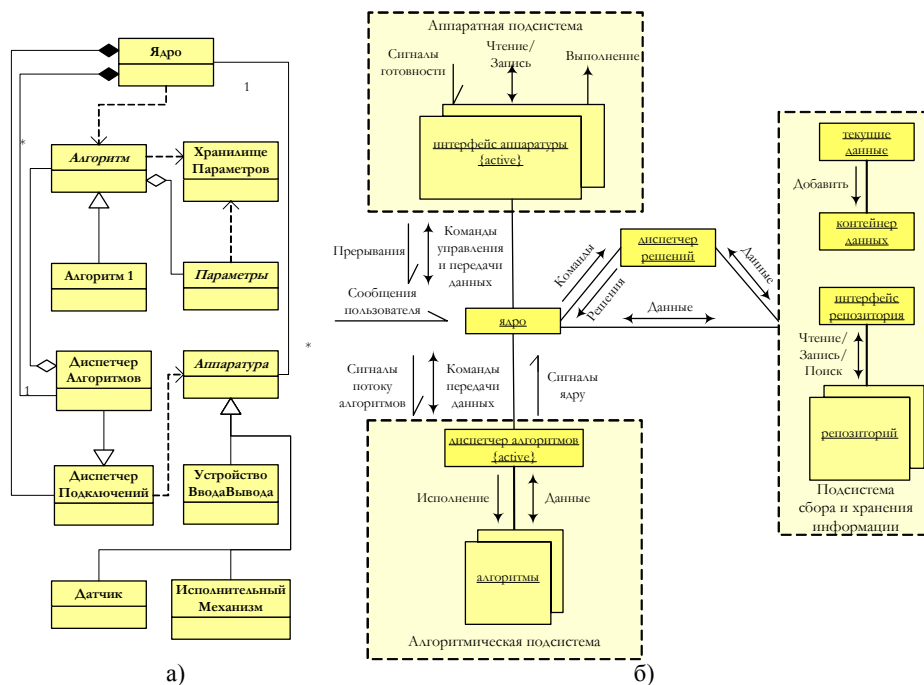 Ядро
1
*
Алгоритм
Хранилище
Параметров
Алгоритм 1
Параметры
*
Диспетчер
Алгоритмов
Аппаратура
1
Диспетчер
Подключений
Устройство
ВводаВывода
Датчик
Исполнительный
Механизм
а)
Аппаратная подсистема
Сигналы
готовности
Чтение/
Запись
Выполнение
интерфейс аппаратуры
{active}
Прерывания
Команды
управления
и передачи
данных
Сообщения
пользователя
ядро
Команды
Решения
диспетчер
решений
Данные
Данные
Сигналы
потоку
алгоритмов
Команды
передачи
данных
Сигналы
ядру
диспетчер алгоритмов
{active}
Исполнение
Данные
алгоритмы
Алгоритмическая подсистема
текущие
данные
Добавить
контейнер
данных
интерфейс
репозитория
Чтение/
Запись/
Поиск
репозиторий
Подсистема
сбора и хранения
информации
б)